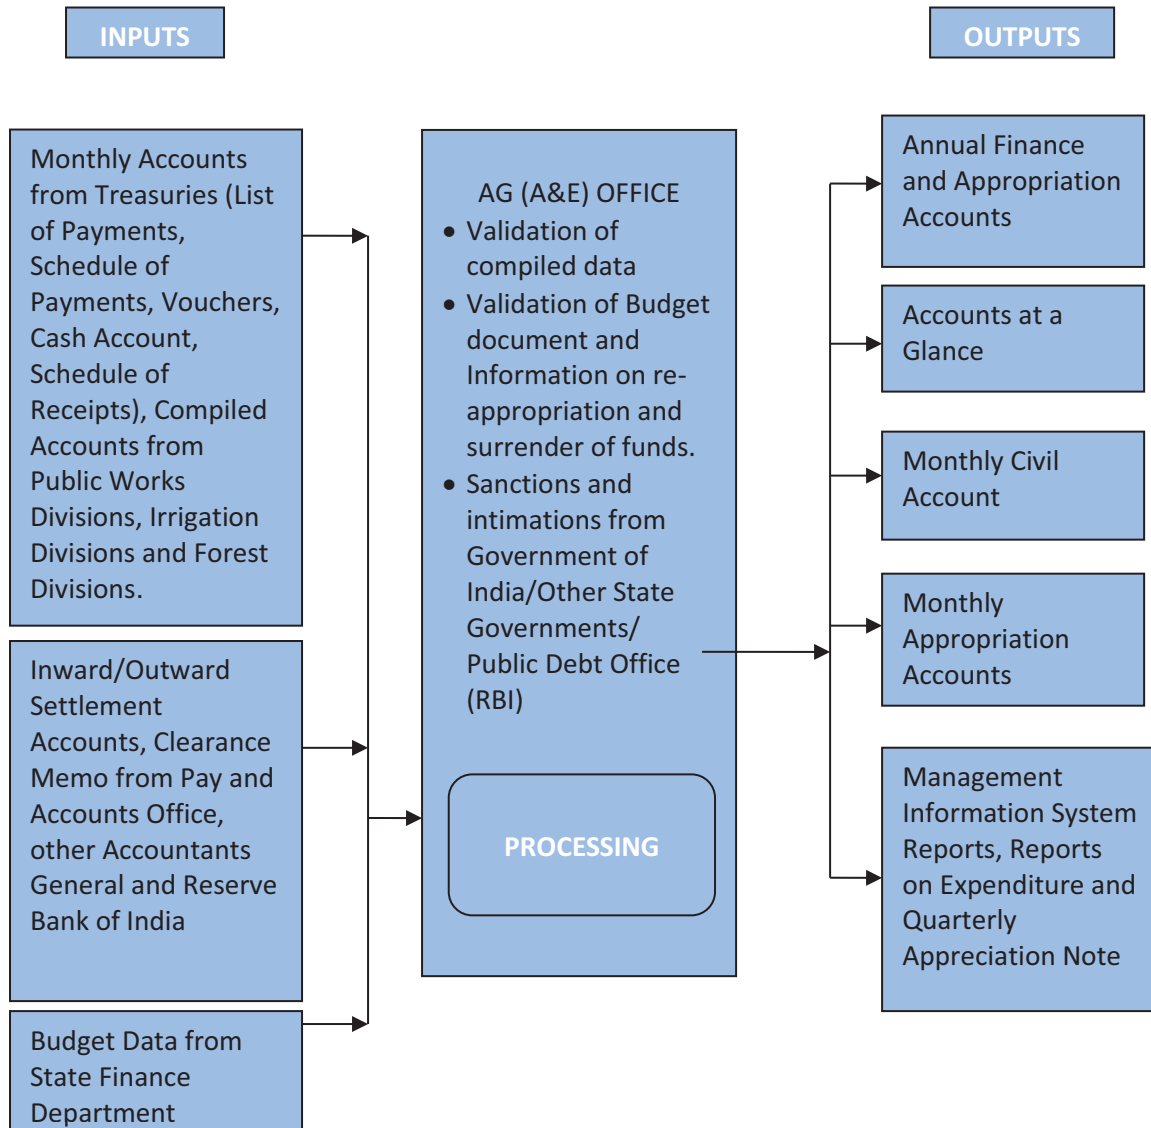 INPUTS
OUTPUTS
Monthly Accounts
from Treasuries (List
of Payments,
Schedule of
Payments, Vouchers,
Cash Account,
Schedule of
Receipts), Compiled
Accounts from
Public Works
Divisions, Irrigation
Divisions and Forest
Divisions.
Inward/Outward
Settlement
Accounts, Clearance
Memo from Pay and
Accounts Office,
other Accountants
General and Reserve
Bank of India
Budget Data from
State Finance
Department
AG (A&E) OFFICE
• Validation of
compiled data
• Validation of Budget
document and
Information on re-
appropriation and
surrender of funds.
• Sanctions and
intimations from
Government of
India/Other State
Governments/
Public Debt Office
(RBI)
PROCESSING
Annual Finance
and Appropriation
Accounts
Accounts at a
Glance
Monthly Civil
Account
Monthly
Appropriation
Accounts
Management
Information System
Reports, Reports
on Expenditure and
Quarterly
Appreciation Note